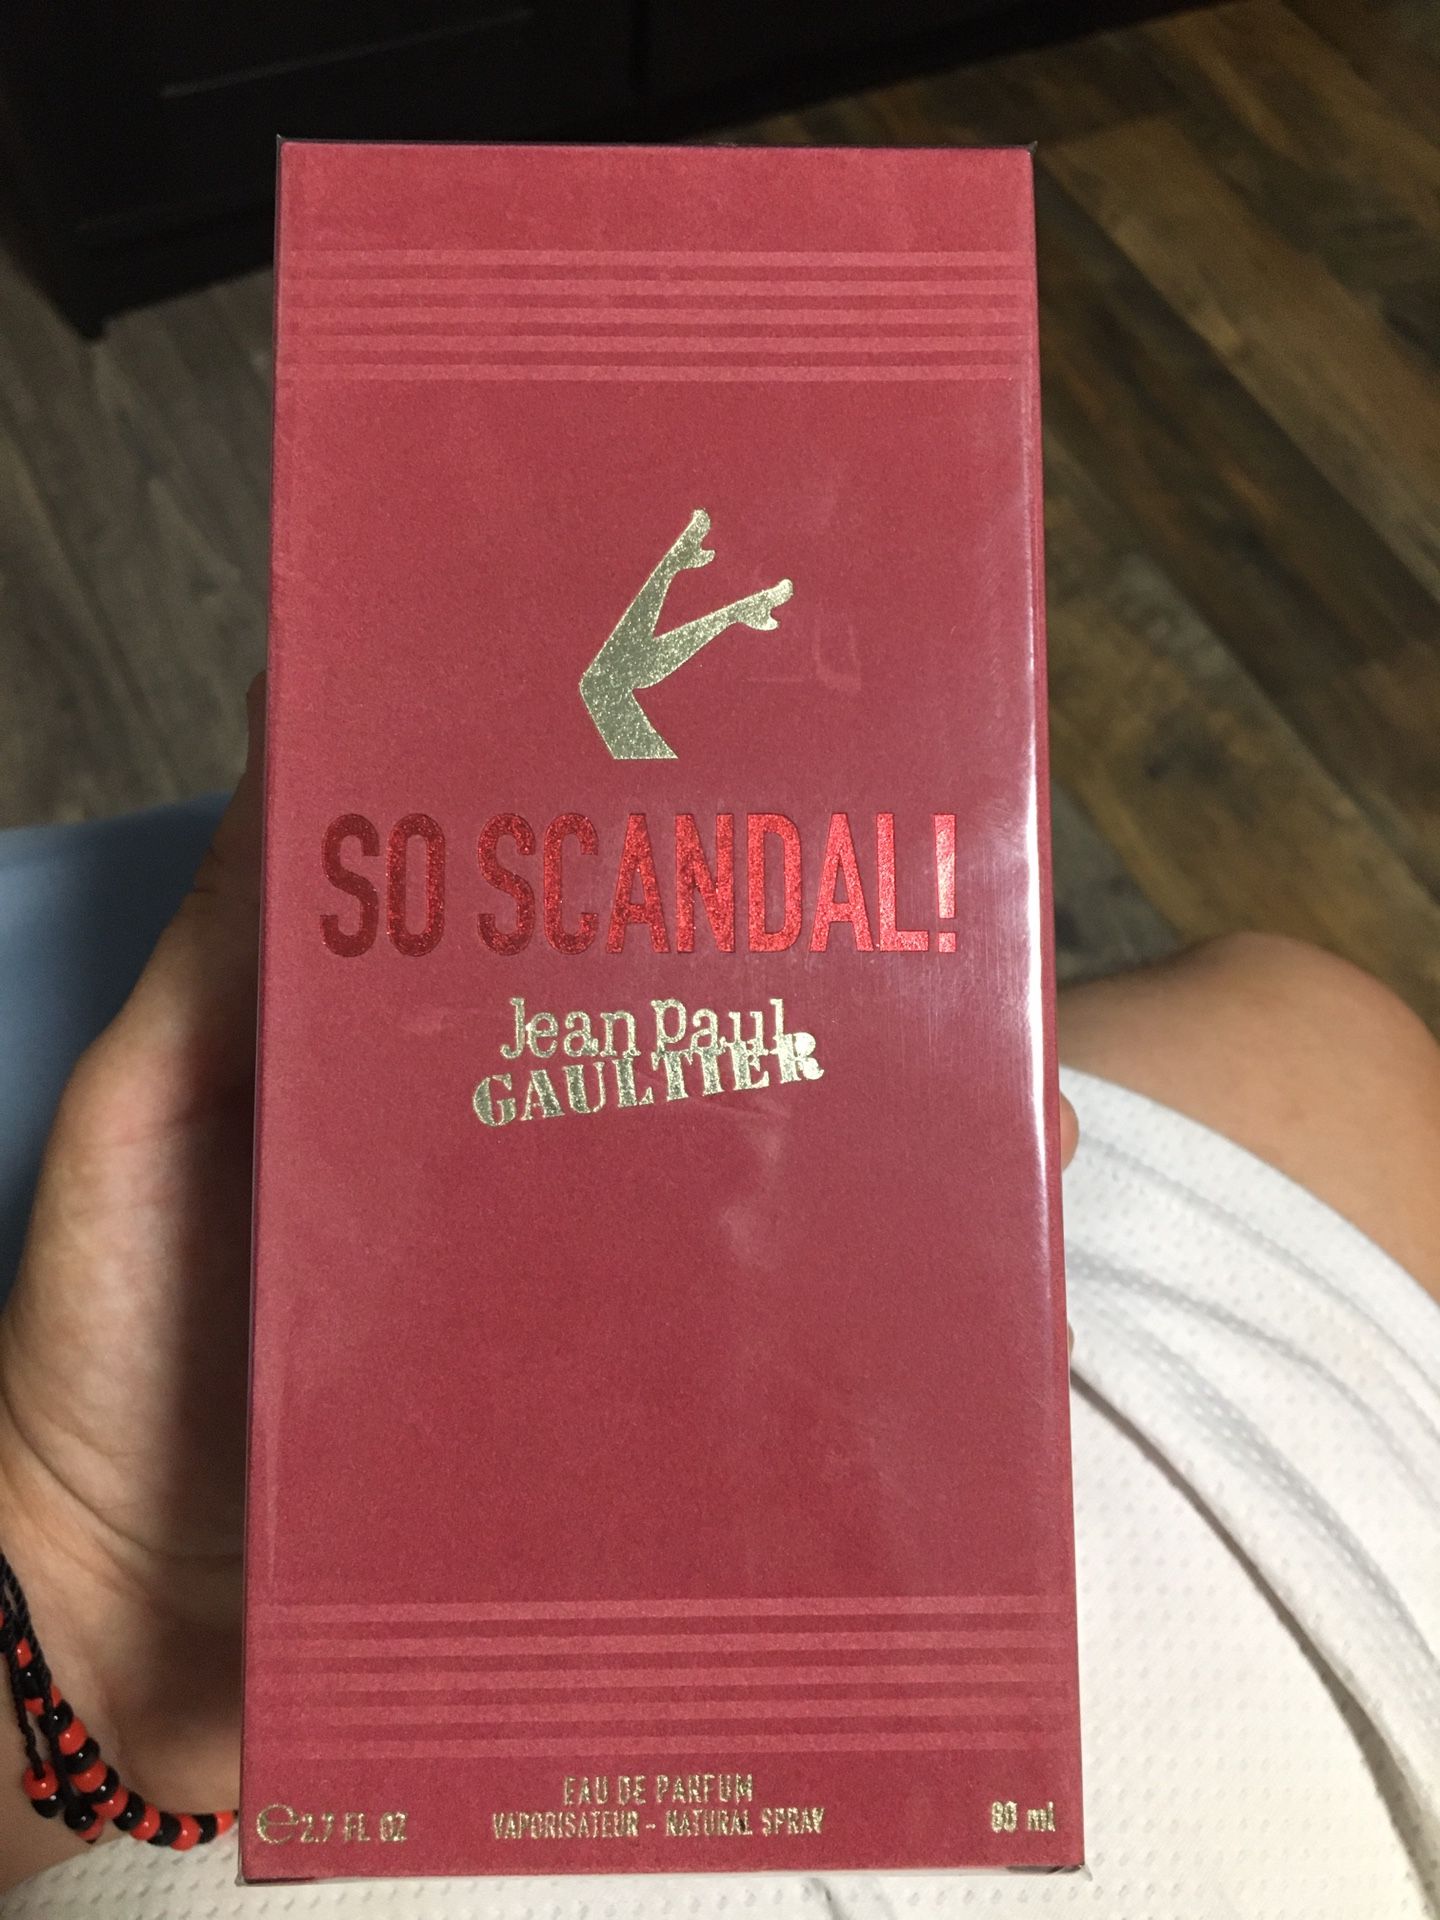 SO SCANDAL!
Jean Paul
GAULTIER
EAU DE PARFUM
℮ 2.7 FL OZ VAPORISATEUR - NATURAL SPRAY 80 ml